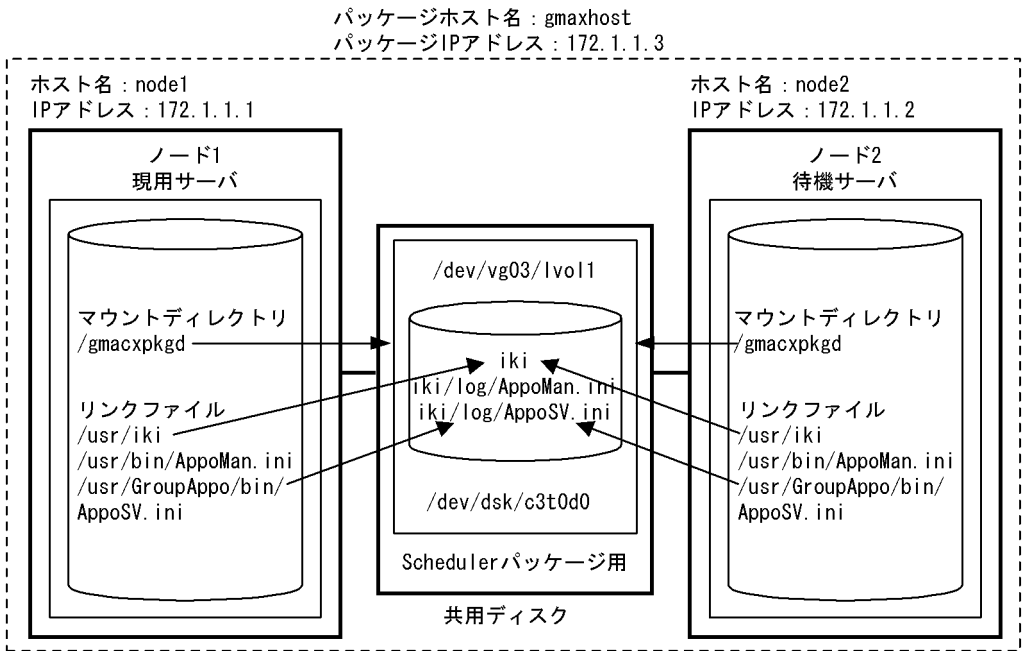 パッケージホスト名:gmaxhost
パッケージIPアドレス:172.1.1.3
ホスト名:node1
IPアドレス:172.1.1.1
ノード1
現用サーバ
マウントディレクトリ
/gmacxpkgd
リンクファイル
/usr/iki
/usr/bin/AppoMan.ini
/usr/GroupAppo/bin/
AppoSV.ini
/dev/vg03/lvol1
iki
iki/log/AppoMan.ini
iki/log/AppoSV.ini
/dev/dsk/c3t0d0
Schedulerパッケージ用
共用ディスク
ホスト名:node2
IPアドレス:172.1.1.2
ノード2
待機サーバ
マウントディレクトリ
/gmacxpkgd
リンクファイル
/usr/iki
/usr/bin/AppoMan.ini
/usr/GroupAppo/bin/
AppoSV.ini